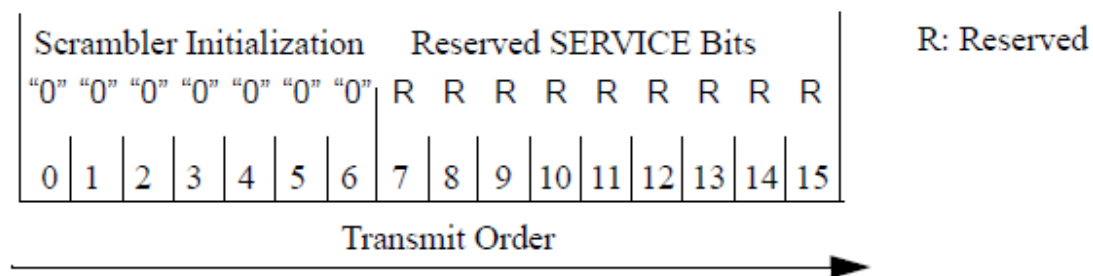 Scrambler Initialization Reserved SERVICE Bits R: Reserved
“0” “0” “0” “0” “0” “0” “0” R R R R R R R R R
0 1 2 3 4 5 6 7 8 9 10 11 12 13 14 15
Transmit Order